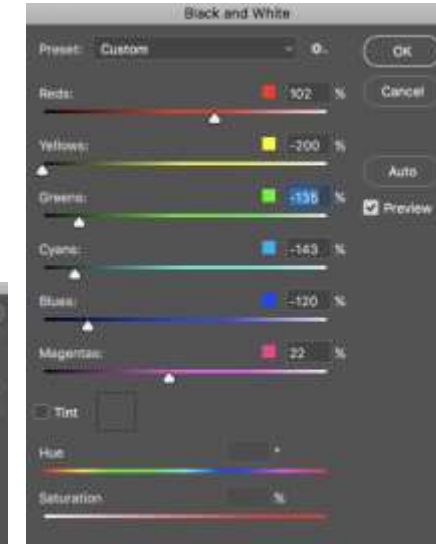 Black and White
Preset: Custom
OK
Reds: 102 %
Cancel
Yellows: -200 %
Auto
Greens: -135 %
Preview
Cyans: -143 %
Blues: -120 %
Magentas: 22 %
Tint
Hue °
Saturation %